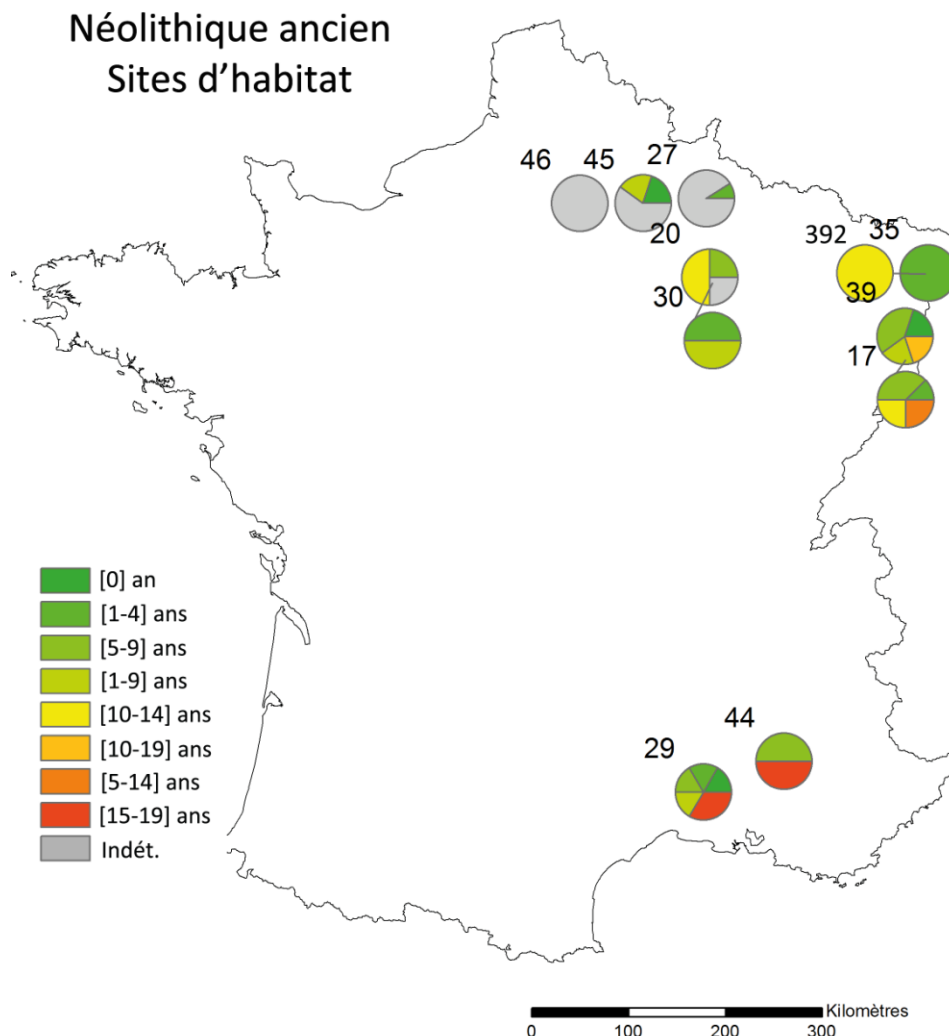 Néolithique ancien
Sites d’habitat
46 45 27
20
392 35
30
39
17
[0] an
[1-4] ans
[5-9] ans
[1-9] ans
[10-14] ans
[10-19] ans
[5-14] ans
[15-19] ans
Indét.
44
29
Kilomètres
0 100 200 300